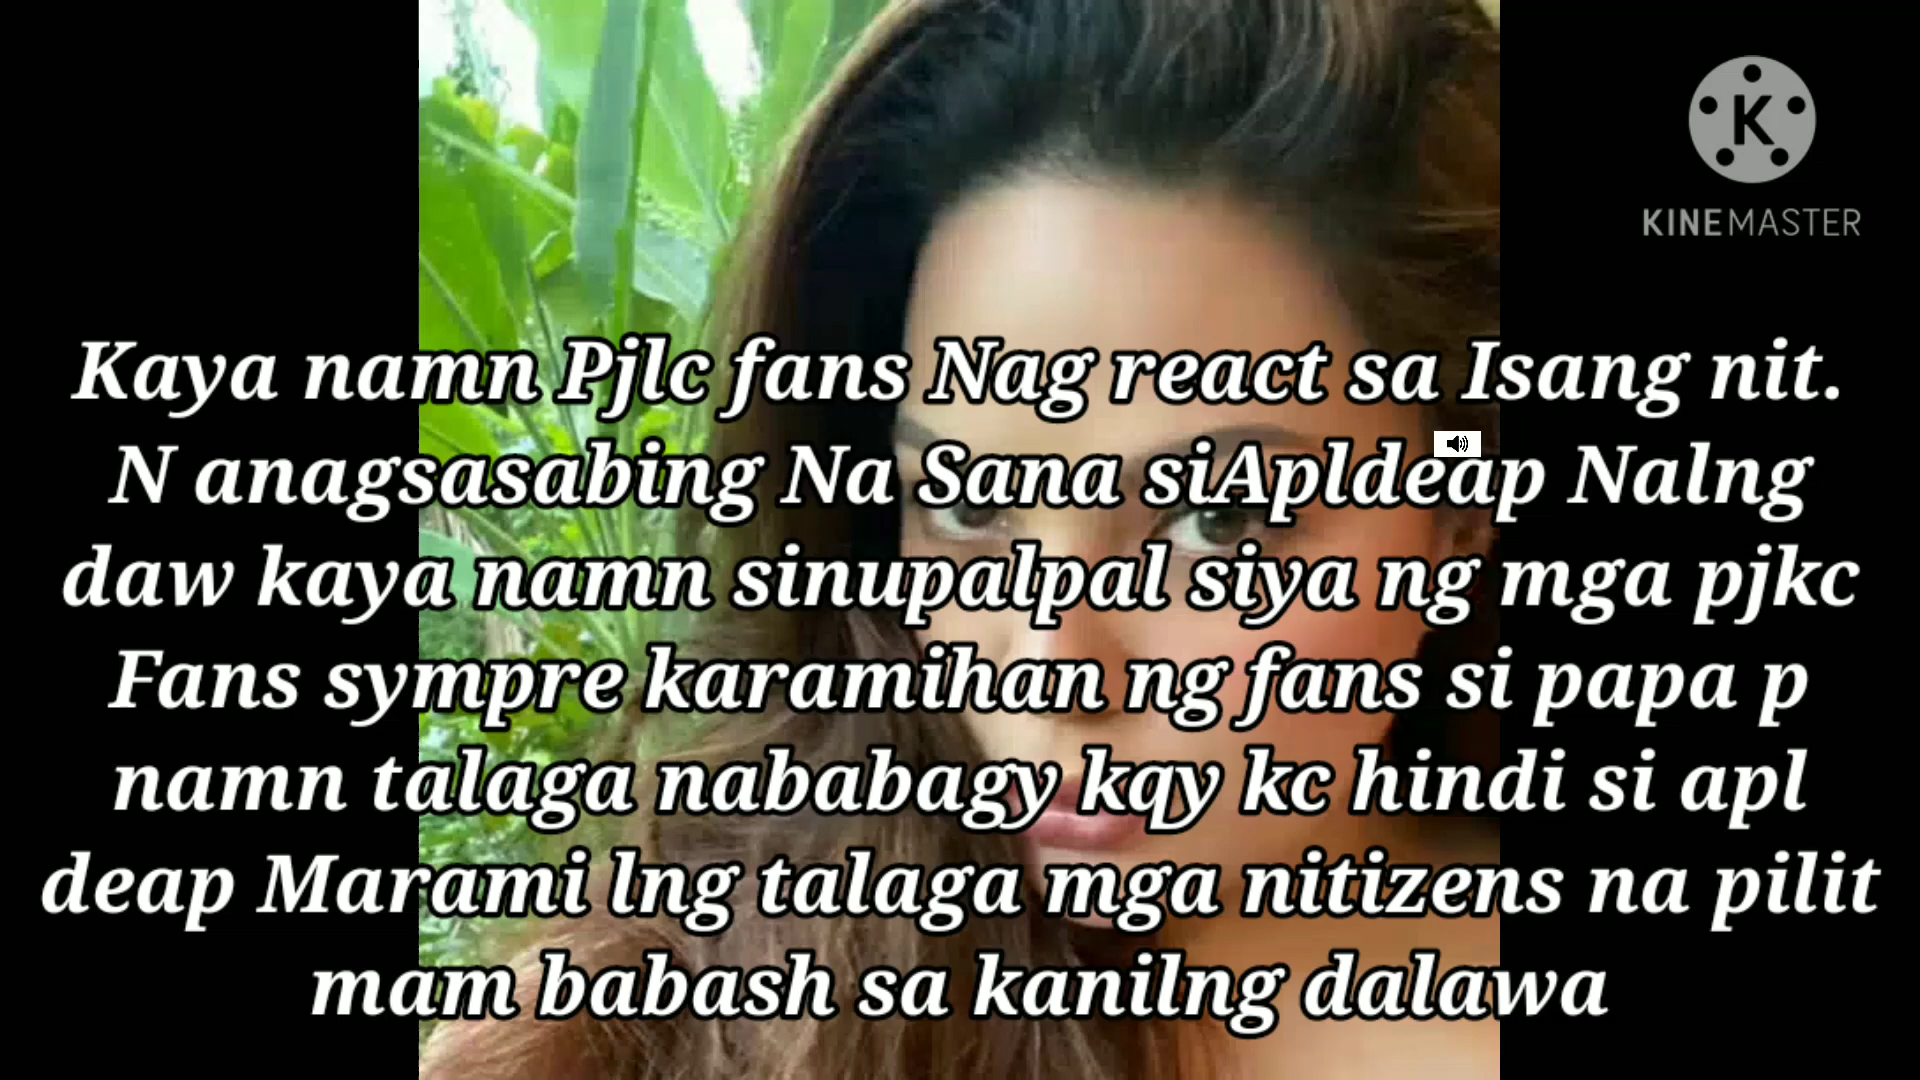 KINEMASTER
Kaya namn Pjlc fans Nag react sa Isang nit.
N anagsasabing Na Sana siApldeap Nalng
daw kaya namn sinupalpal siya ng mga pjkc
Fans sympre karamihan ng fans si papa p
namn talaga nababagy kqy kc hindi si apl
deap Marami lng talaga mga nitizens na pilit
mam babash sa kanilng dalawa